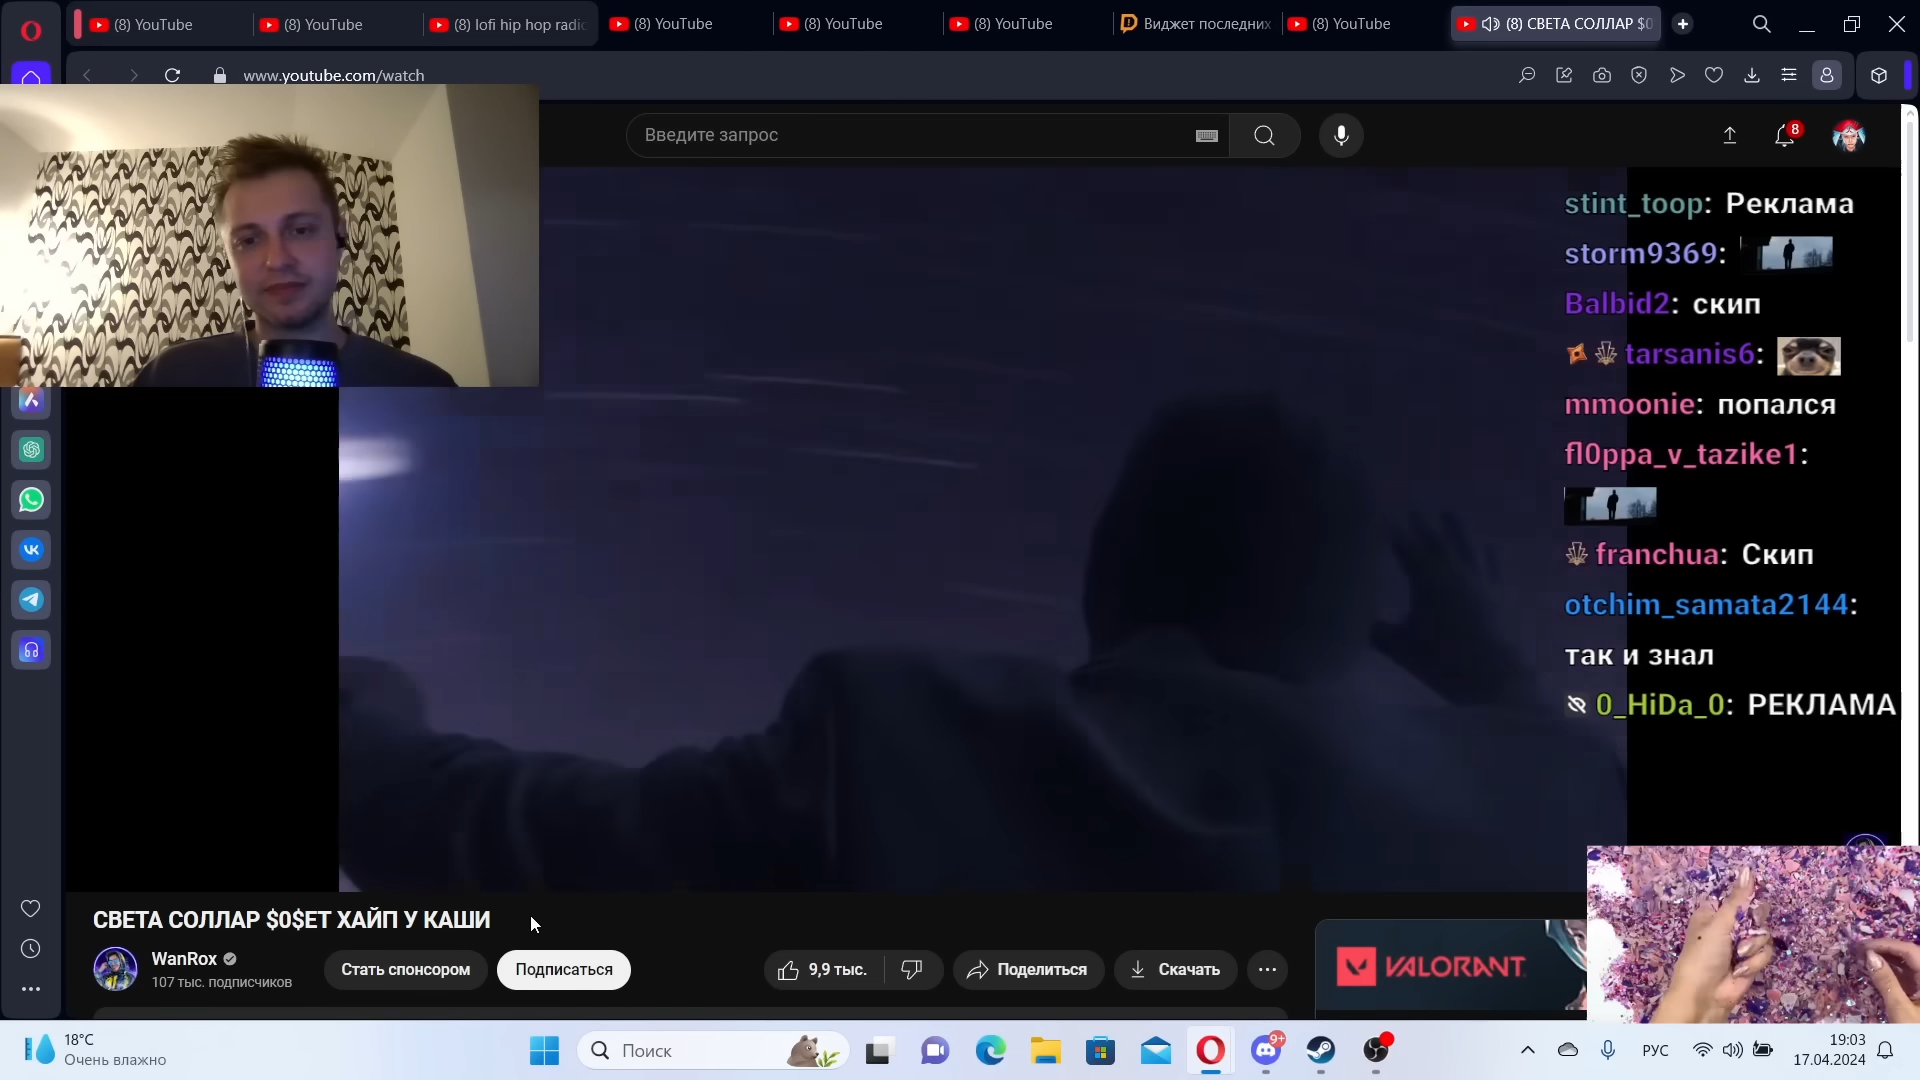 (8) YouTube
(8) YouTube
(8) lofi hip hop radio
(8) YouTube
(8) YouTube
(8) YouTube
Виджет последних
(8) YouTube
(8) СВЕТА СОЛЛАР $0
www.youtube.com/watch
Введите запрос
8
stint_toop: Реклама
storm9369:
Balbid2: скип
tarsanis6:
mmoonie: попался
fl0ppa_v_tazike1:
franchua: Скип
otchim_samata2144:
так и знал
0_HiDa_0: РЕКЛАМА
СВЕТА СОЛЛАР $0$ЕТ ХАЙП У КАШИ
WanRox
107 тыс. подписчиков
Стать спонсором
Подписаться
9,9 тыс.
Поделиться
Скачать
VALORANT
18°C
Очень влажно
Поиск
9+
РУС
19:03
17.04.2024